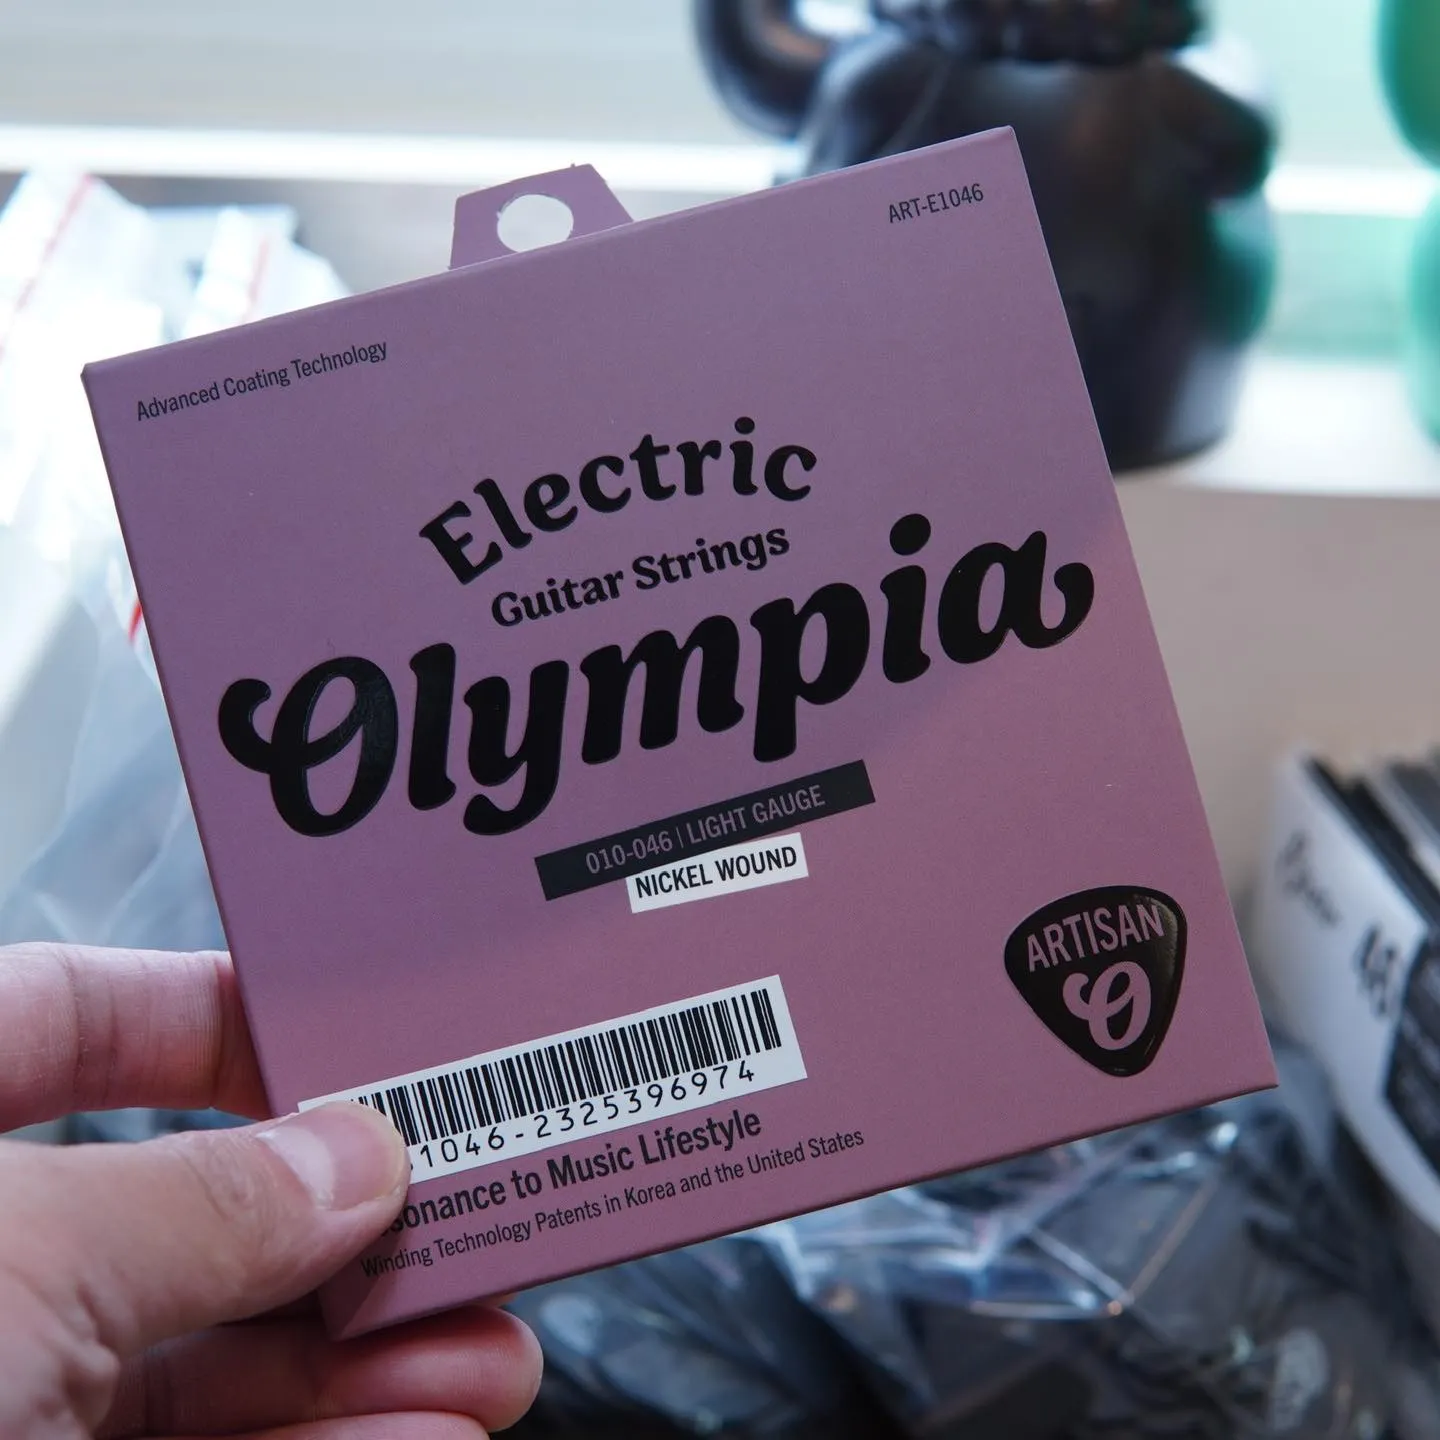 ART-E1046
Advanced Coating Technology
Electric
Guitar Strings
Olympia
010-046 | LIGHT GAUGE
NICKEL WOUND
ARTISAN
O
1046-2325396974
to Music Lifestyle
Winding Technology Patents in Korea and the United States